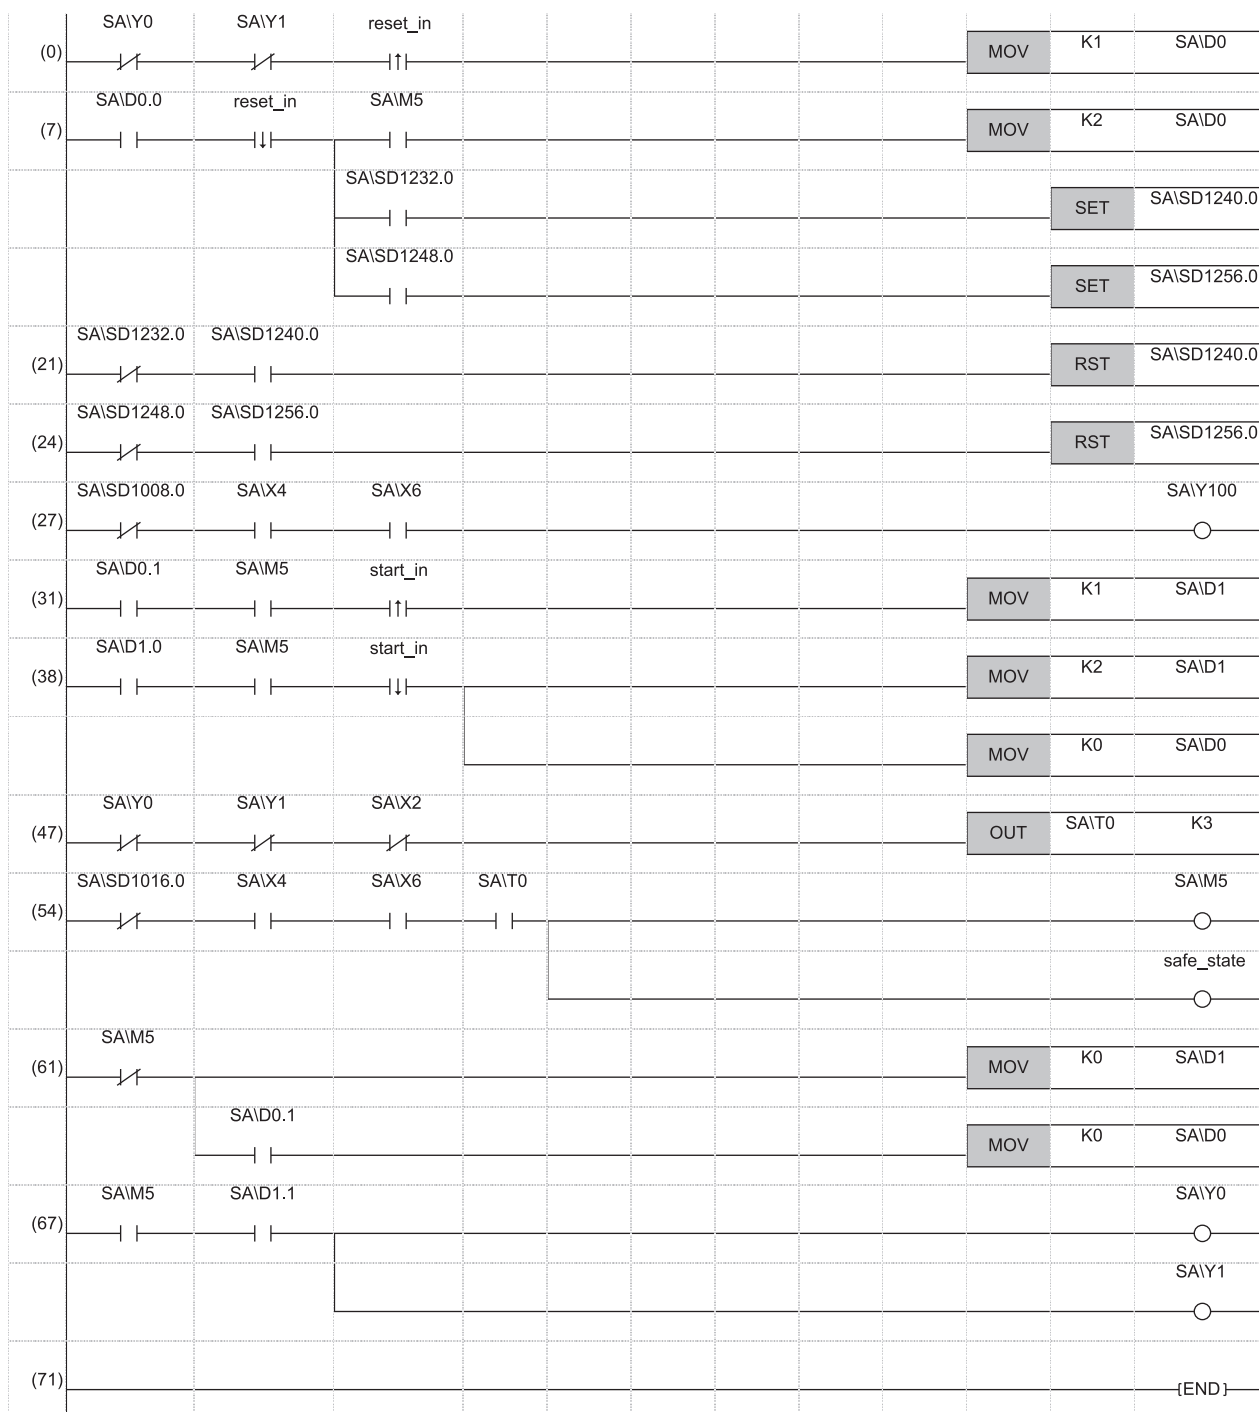 SA\Y0 SA\Y1 reset_in
(0) MOV K1 SA\D0
SA\D0.0 reset_in SA\M5
(7) MOV K2 SA\D0
SA\SD1232.0
SET SA\SD1240.0
SA\SD1248.0
SET SA\SD1256.0
SA\SD1232.0 SA\SD1240.0
(21) RST SA\SD1240.0
SA\SD1248.0 SA\SD1256.0
(24) RST SA\SD1256.0
SA\SD1008.0 SA\X4 SA\X6 SA\Y100
(27)
SA\D0.1 SA\M5 start_in
(31) MOV K1 SA\D1
SA\D1.0 SA\M5 start_in
(38) MOV K2 SA\D1
MOV K0 SA\D0
SA\Y0 SA\Y1 SA\X2
(47) OUT SA\T0 K3
SA\SD1016.0 SA\X4 SA\X6 SA\T0 SA\M5
(54)
safe_state
SA\M5
(61) MOV K0 SA\D1
SA\D0.1
MOV K0 SA\D0
SA\M5 SA\D1.1 SA\Y0
(67)
SA\Y1
(71) [END]